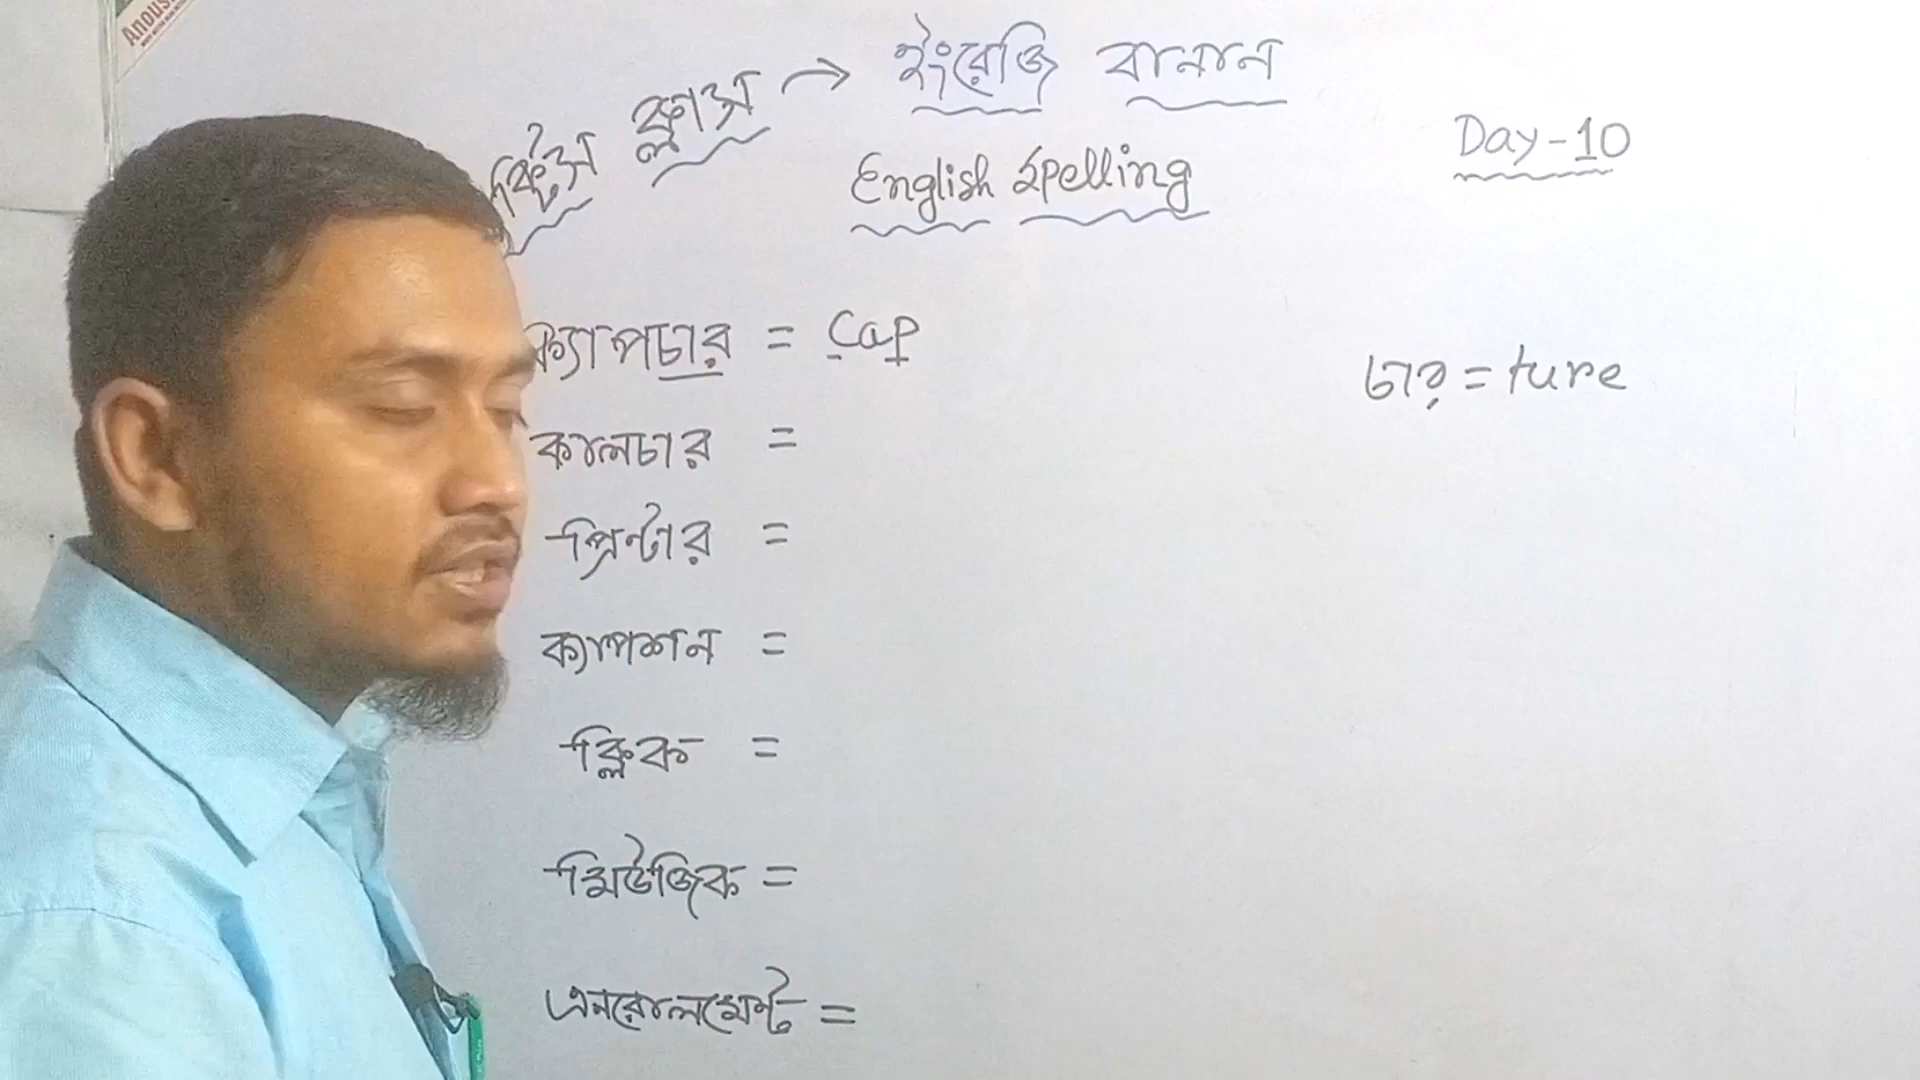 ক্লাস → ইংরেজি বানান
English Spelling
Day-10
ক্যাপচার = Cap
চার = ture
কালচার =
প্রিন্টার =
ক্যাপশন =
ক্লিক =
মিউজিক =
এনরোলমেন্ট =